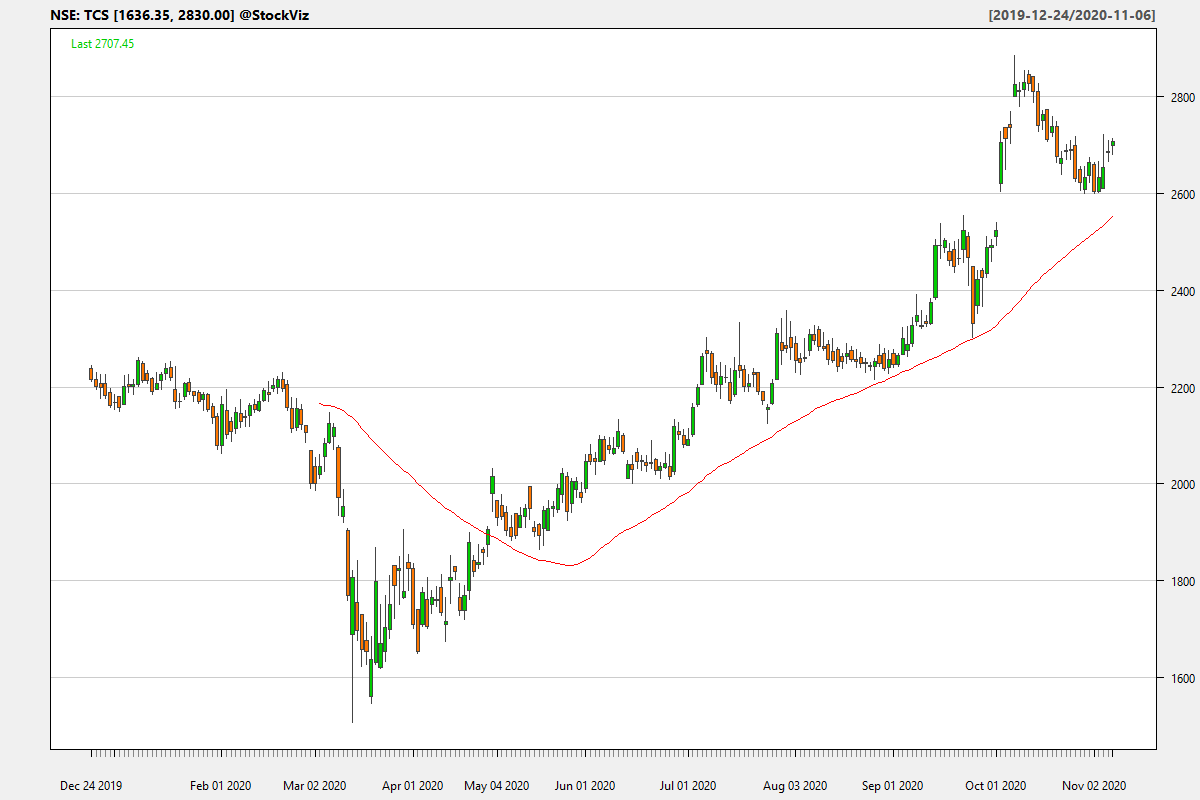 NSE: TCS [1636.35, 2830.00] @StockViz [2019-12-24/2020-11-06]
Last 2707.45
2800
2600
2400
2200
2000
1800
1600
Dec 24 2019 Feb 01 2020 Mar 02 2020 Apr 01 2020 May 04 2020 Jun 01 2020 Jul 01 2020 Aug 03 2020 Sep 01 2020 Oct 01 2020 Nov 02 2020